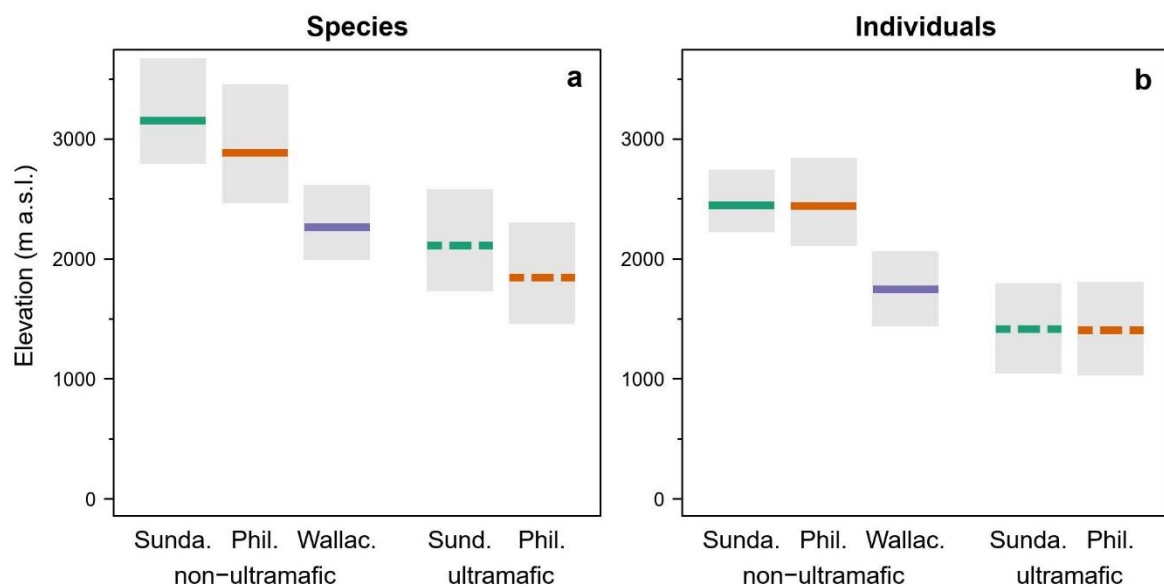 Species
Individuals
a
b
Elevation (m a.s.l.)
3000
2000
1000
0
3000
2000
1000
0
Sunda. Phil. Wallac. Sund. Phil.
non−ultramafic ultramafic
Sunda. Phil. Wallac. Sunda. Phil.
non−ultramafic ultramafic